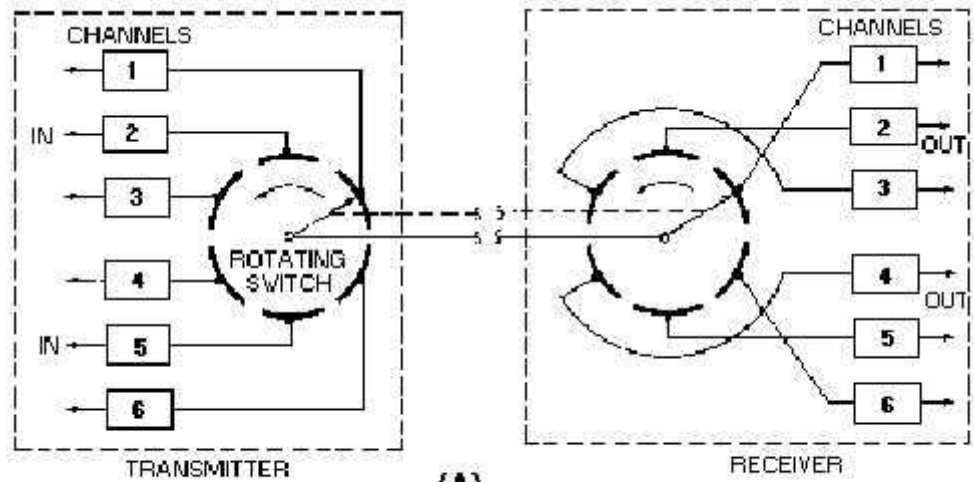 CHANNELS
1
IN 2
3
ROTATING
SWITCH
4
IN 5
6
TRANSMITTER
CHANNELS
1
2
OUT
3
4
OUT
5
6
RECEIVER
(A)